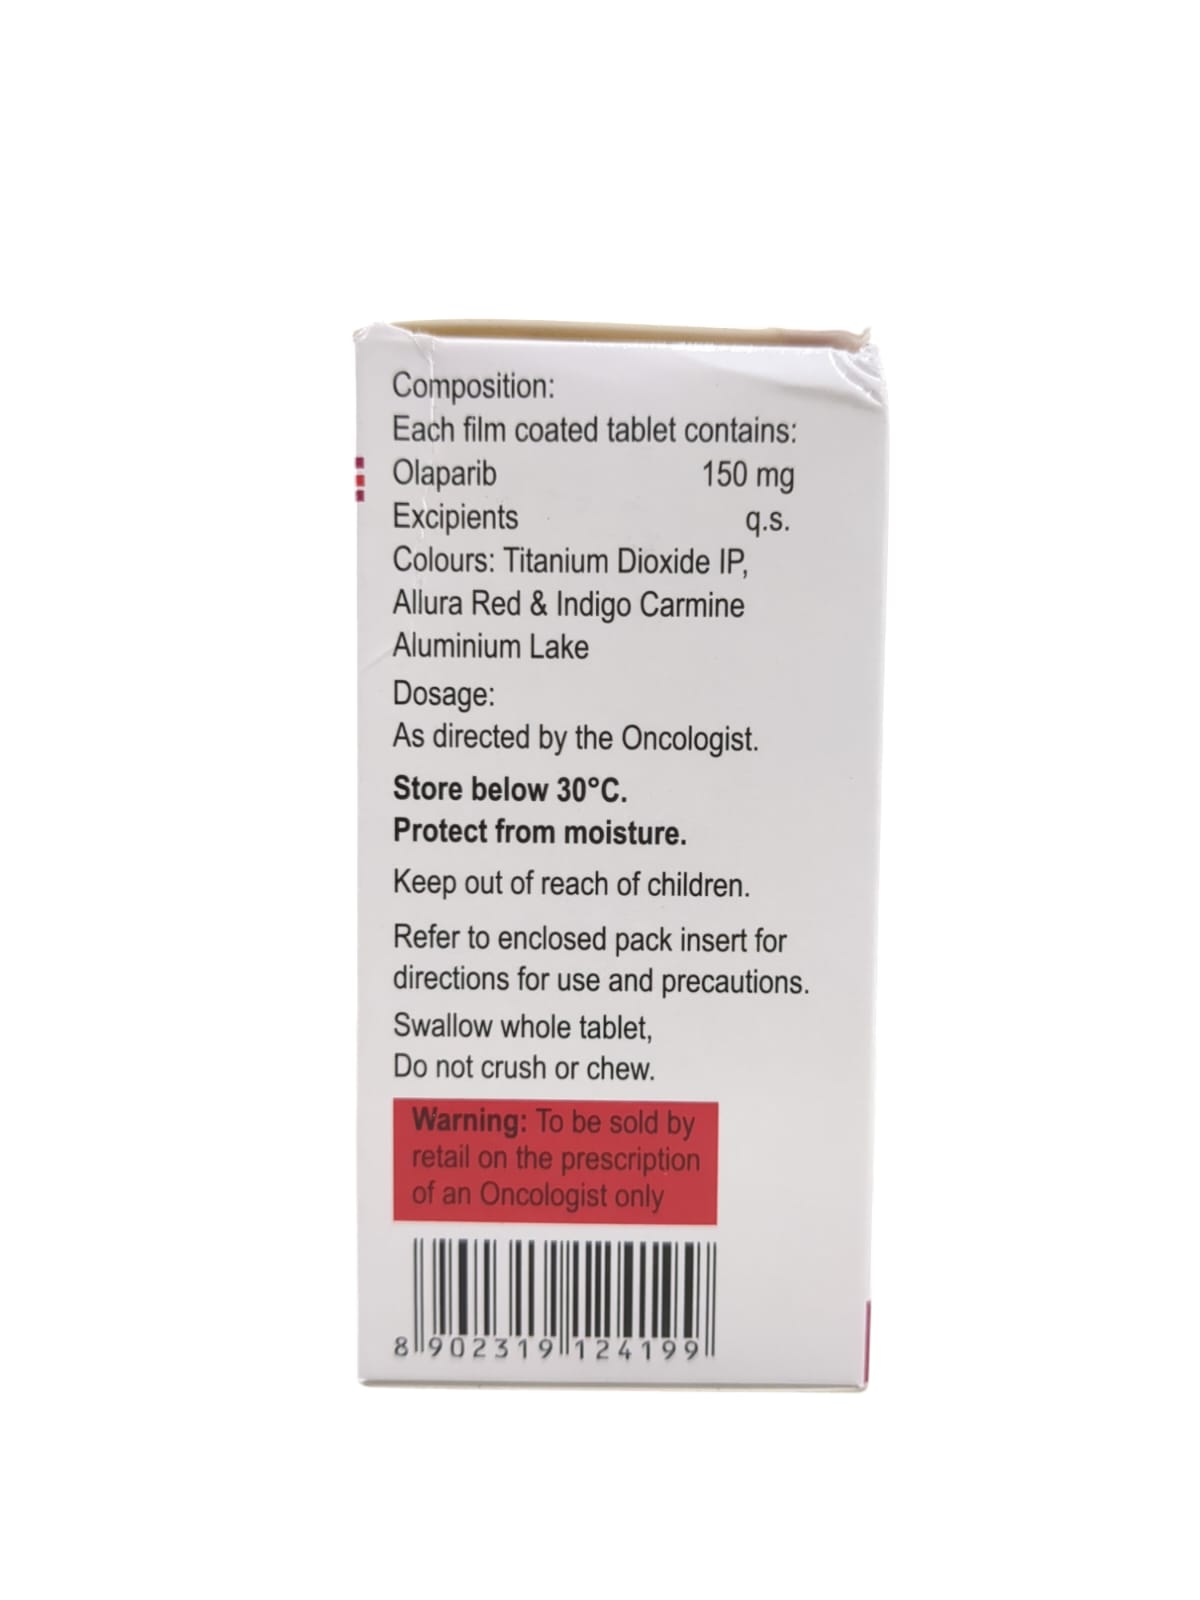 Composition:
Each film coated tablet contains:
Olaparib 150 mg
Excipients q.s.
Colours: Titanium Dioxide IP,
Allura Red & Indigo Carmine
Aluminium Lake
Dosage:
As directed by the Oncologist.
Store below 30°C.
Protect from moisture.
Keep out of reach of children.
Refer to enclosed pack insert for
directions for use and precautions.
Swallow whole tablet,
Do not crush or chew.
Warning: To be sold by
retail on the prescription
of an Oncologist only
8 902319 124199